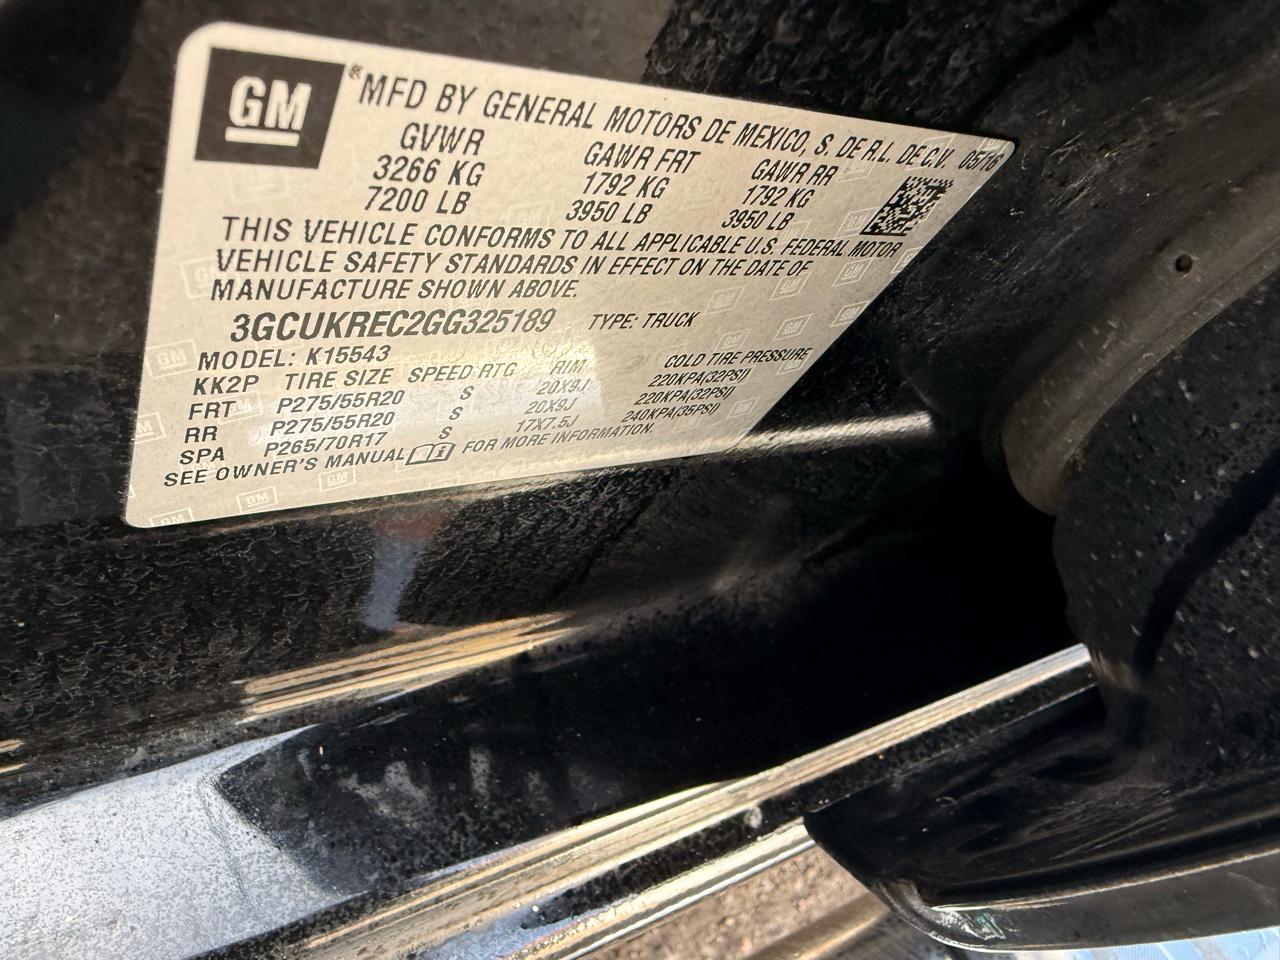 GM
® MFD BY GENERAL MOTORS DE MEXICO, S. DE R.L. DE C.V. 05/16
GVWR GAWR FRT GAWR RR
3266 KG 1792 KG 1792 KG
7200 LB 3950 LB 3950 LB
THIS VEHICLE CONFORMS TO ALL APPLICABLE U.S. FEDERAL MOTOR
VEHICLE SAFETY STANDARDS IN EFFECT ON THE DATE OF
MANUFACTURE SHOWN ABOVE.
3GCUKREC2GG325189 TYPE: TRUCK
MODEL: K15543
KK2P TIRE SIZE SPEED RTG RIM COLD TIRE PRESSURE
FRT P275/55R20 S 20X9J 220KPA(32PSI)
RR P275/55R20 S 20X9J 220KPA(32PSI)
SPA P265/70R17 S 17X7.5J 240KPA(35PSI)
SEE OWNER'S MANUAL FOR MORE INFORMATION.